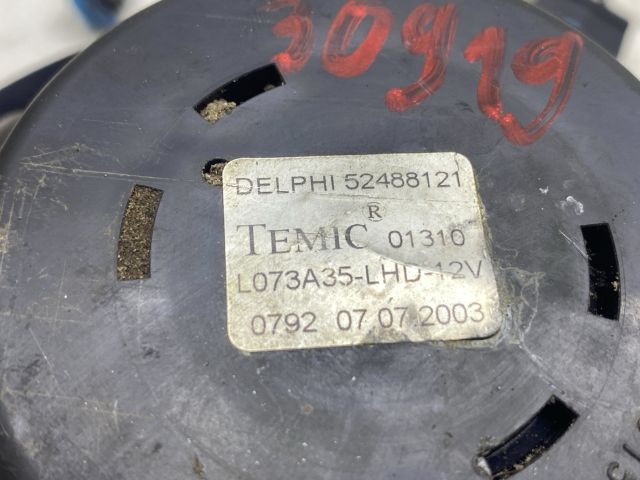 30919
DELPHI 52488121
TEMIC ® 01310
L073A35-LHD-12V
0792 07.07.2003